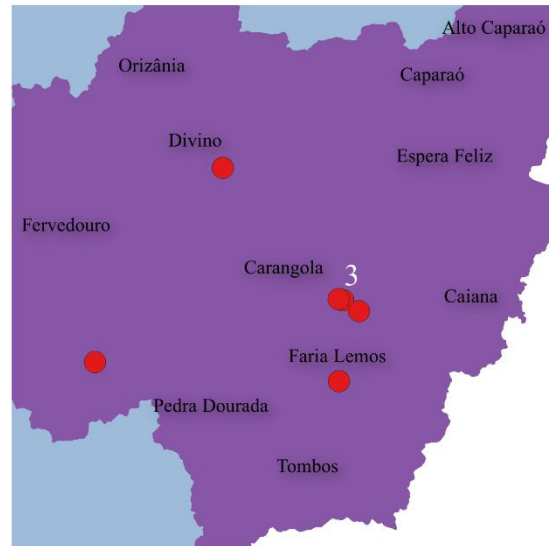 Alto Caparaó
Orizânia
Caparaó
Divino
Espera Feliz
Fervedouro
Carangola
3
Caiana
Faria Lemos
Pedra Dourada
Tombos